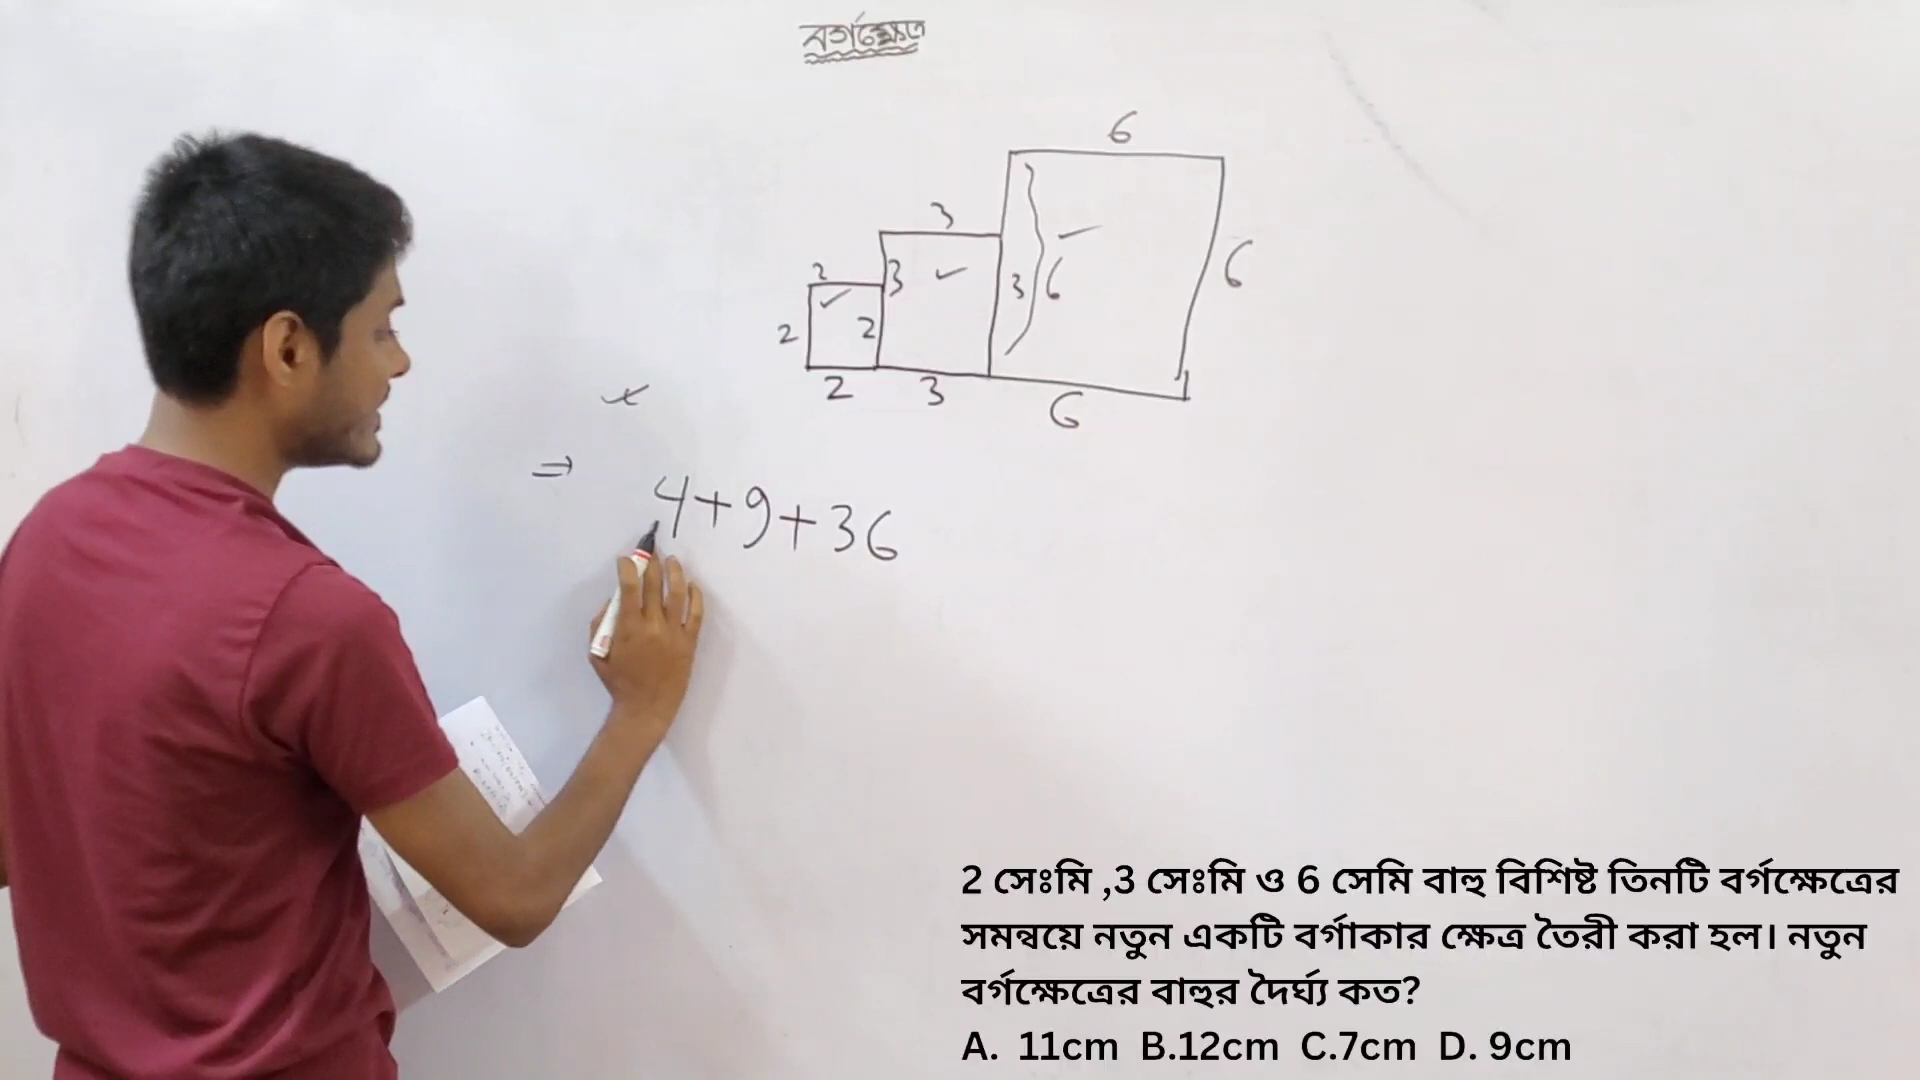 বর্গক্ষেত্র
6
3
2
3
3
6
6
2
2
2
3
6
⇒ 4+9+36
2 সেঃমি ,3 সেঃমি ও 6 সেমি বাহু বিশিষ্ট তিনটি বর্গক্ষেত্রের
সমন্বয়ে নতুন একটি বর্গাকার ক্ষেত্র তৈরী করা হল। নতুন
বর্গক্ষেত্রের বাহুর দৈর্ঘ্য কত?
A. 11cm B.12cm C.7cm D. 9cm